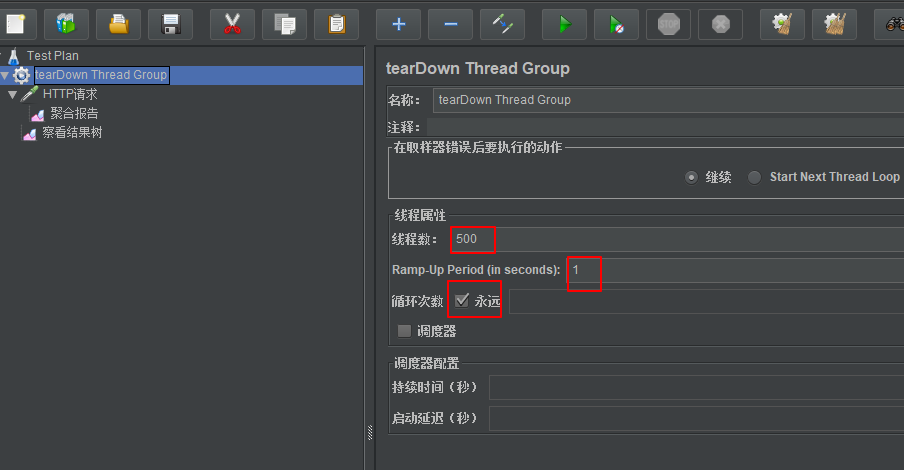 STOP
Test Plan
tearDown Thread Group
HTTP请求
聚合报告
察看结果树
tearDown Thread Group
名称： tearDown Thread Group
注释：
在取样器错误后要执行的动作
继续 Start Next Thread Loop
线程属性
线程数： 500
Ramp-Up Period (in seconds): 1
循环次数 永远
调度器
调度器配置
持续时间（秒）
启动延迟（秒）